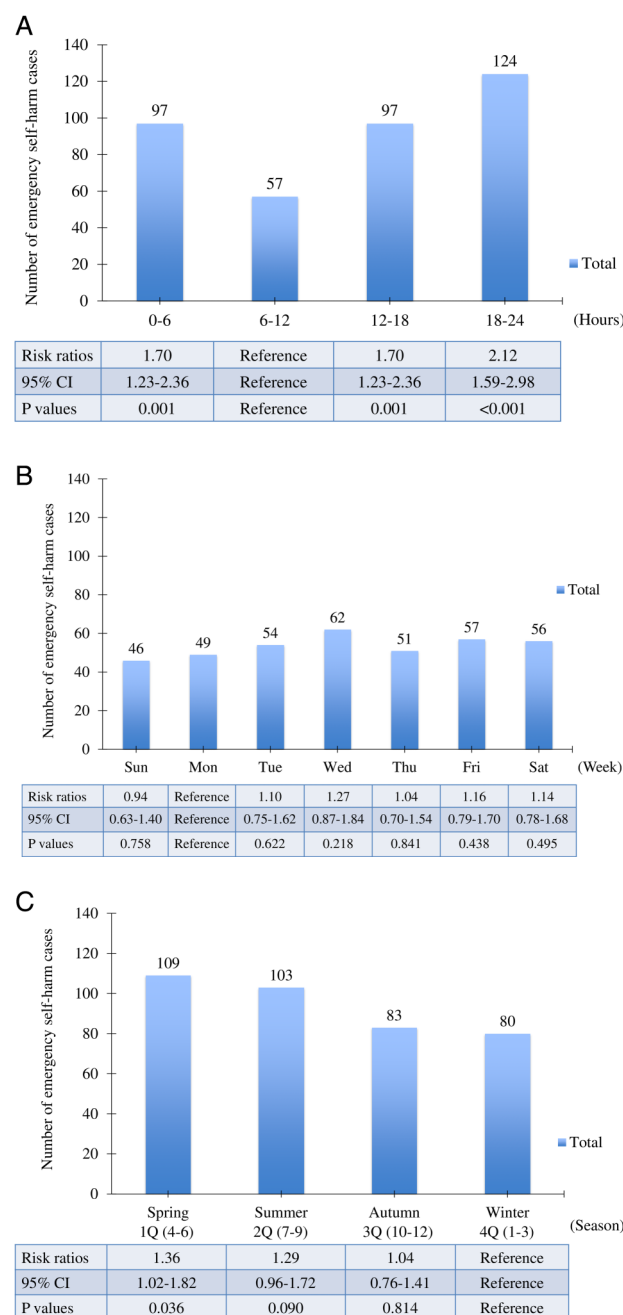 A
Number of emergency self-harm cases
140
120
100
80
60
40
20
0
97
57
97
124
Total
0-6 6-12 12-18 18-24 (Hours)
Risk ratios 1.70 Reference 1.70 2.12
95% CI 1.23-2.36 Reference 1.23-2.36 1.59-2.98
P values 0.001 Reference 0.001 <0.001
B
Number of emergency self-harm cases
140
120
100
80
60
40
20
0
46
49
54
62
51
57
56
Total
Sun Mon Tue Wed Thu Fri Sat (Week)
Risk ratios 0.94 Reference 1.10 1.27 1.04 1.16 1.14
95% CI 0.63-1.40 Reference 0.75-1.62 0.87-1.84 0.70-1.54 0.79-1.70 0.78-1.68
P values 0.758 Reference 0.622 0.218 0.841 0.438 0.495
C
Number of emergency self-harm cases
140
120
100
80
60
40
20
0
109
103
83
80
Total
Spring Summer Autumn Winter
1Q (4-6) 2Q (7-9) 3Q (10-12) 4Q (1-3) (Season)
Risk ratios 1.36 1.29 1.04 Reference
95% CI 1.02-1.82 0.96-1.72 0.76-1.41 Reference
P values 0.036 0.090 0.814 Reference